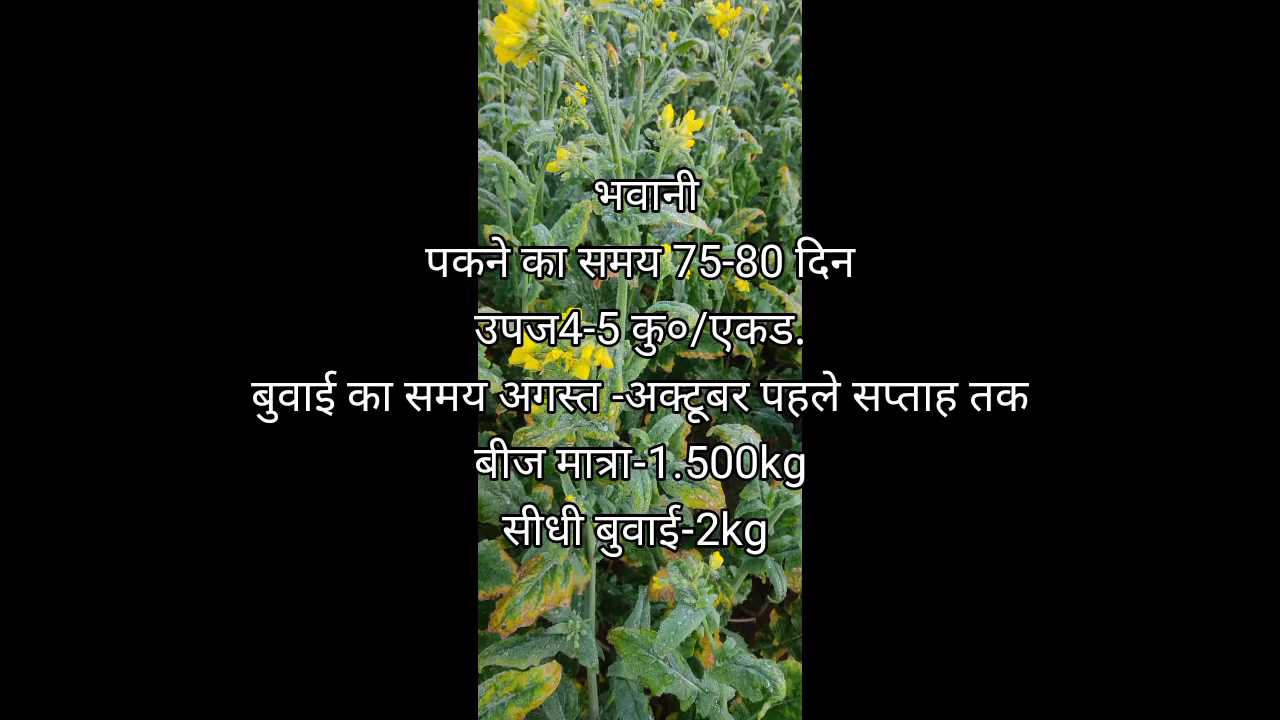 भवानी
पकने का समय 75-80 दिन
उपज4-5 कु०/एकड.
बुवाई का समय अगस्त -अक्टूबर पहले सप्ताह तक
बीज मात्रा-1.500kg
सीधी बुवाई-2kg